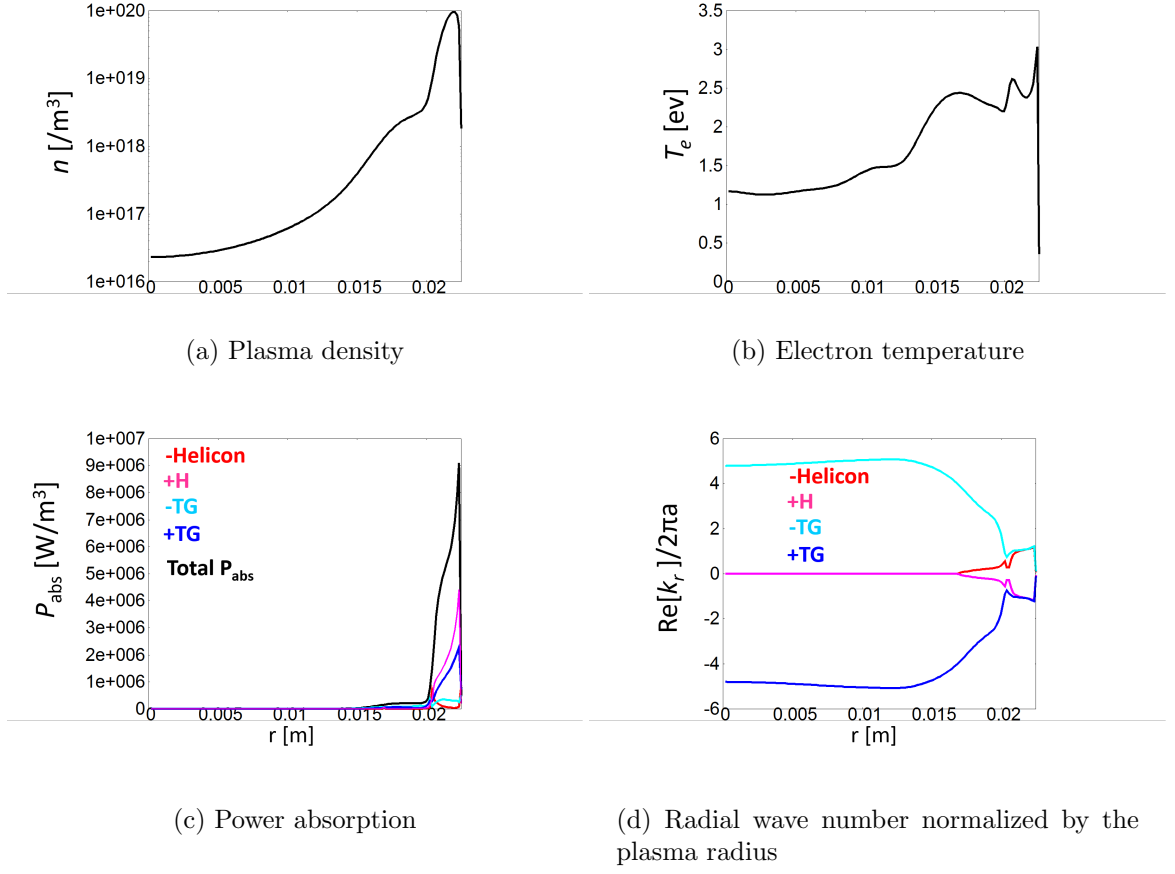 1e+020
1e+019
1e+018
1e+017
1e+016
n [/m³]
0 0.005 0.01 0.015 0.02
(a) Plasma density
3.5
3
2.5
2
1.5
1
0.5
0
Te [ev]
0 0.005 0.01 0.015 0.02
(b) Electron temperature
1e+007
9e+006
8e+006
7e+006
6e+006
5e+006
4e+006
3e+006
2e+006
1e+006
0
Pabs [W/m³]
-Helicon
+H
-TG
+TG
Total Pabs
0 0.005 0.01 0.015 0.02
r [m]
(c) Power absorption
6
4
2
0
-2
-4
-6
Re[kr]/2πa
-Helicon
+H
-TG
+TG
0 0.005 0.01 0.015 0.02
r [m]
(d) Radial wave number normalized by the
plasma radius